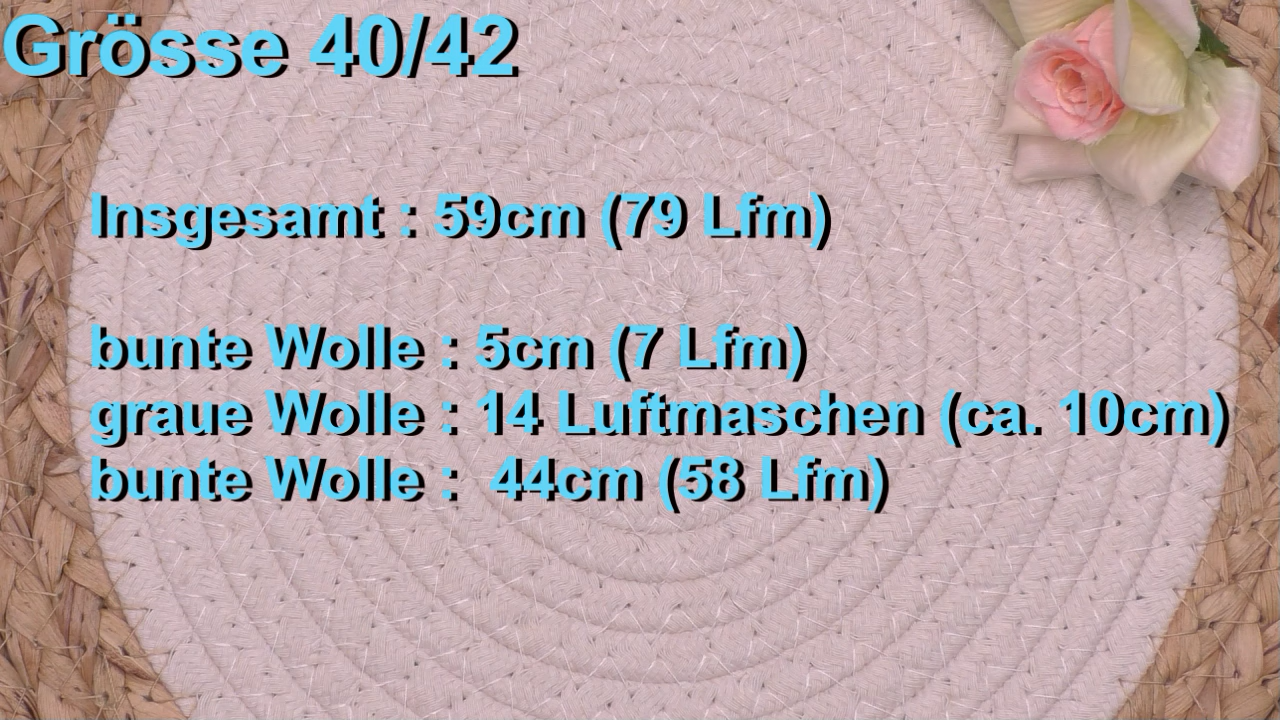 Grösse 40/42
Insgesamt : 59cm (79 Lfm)
bunte Wolle : 5cm (7 Lfm)
graue Wolle : 14 Luftmaschen (ca. 10cm)
bunte Wolle : 44cm (58 Lfm)